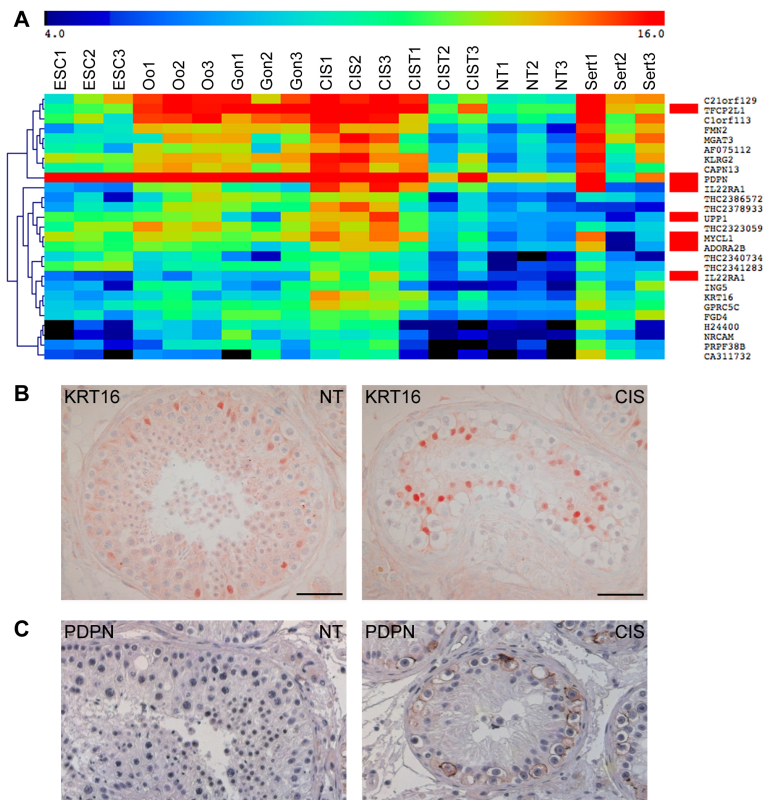 A
4.0
16.0
ESC1 ESC2 ESC3 Oo1 Oo2 Oo3 Gon1 Gon2 Gon3 CIS1 CIS2 CIS3 CIST1 CIST2 CIST3 NT1 NT2 NT3 Sert1 Sert2 Sert3
C21orf129
TFCP2L1
C1orf113
FMN2
MGAT3
AF075112
KLRG2
CAPN13
PDPN
IL22RA1
THC2386572
THC2378933
UPP1
THC2323059
MYCL1
ADORA2B
THC2340734
THC2341283
IL22RA1
ING5
KRT16
GPRC5C
FGD4
H24400
NRCAM
PRPF38B
CA311732
B
KRT16 NT
KRT16 CIS
C
PDPN NT
PDPN CIS